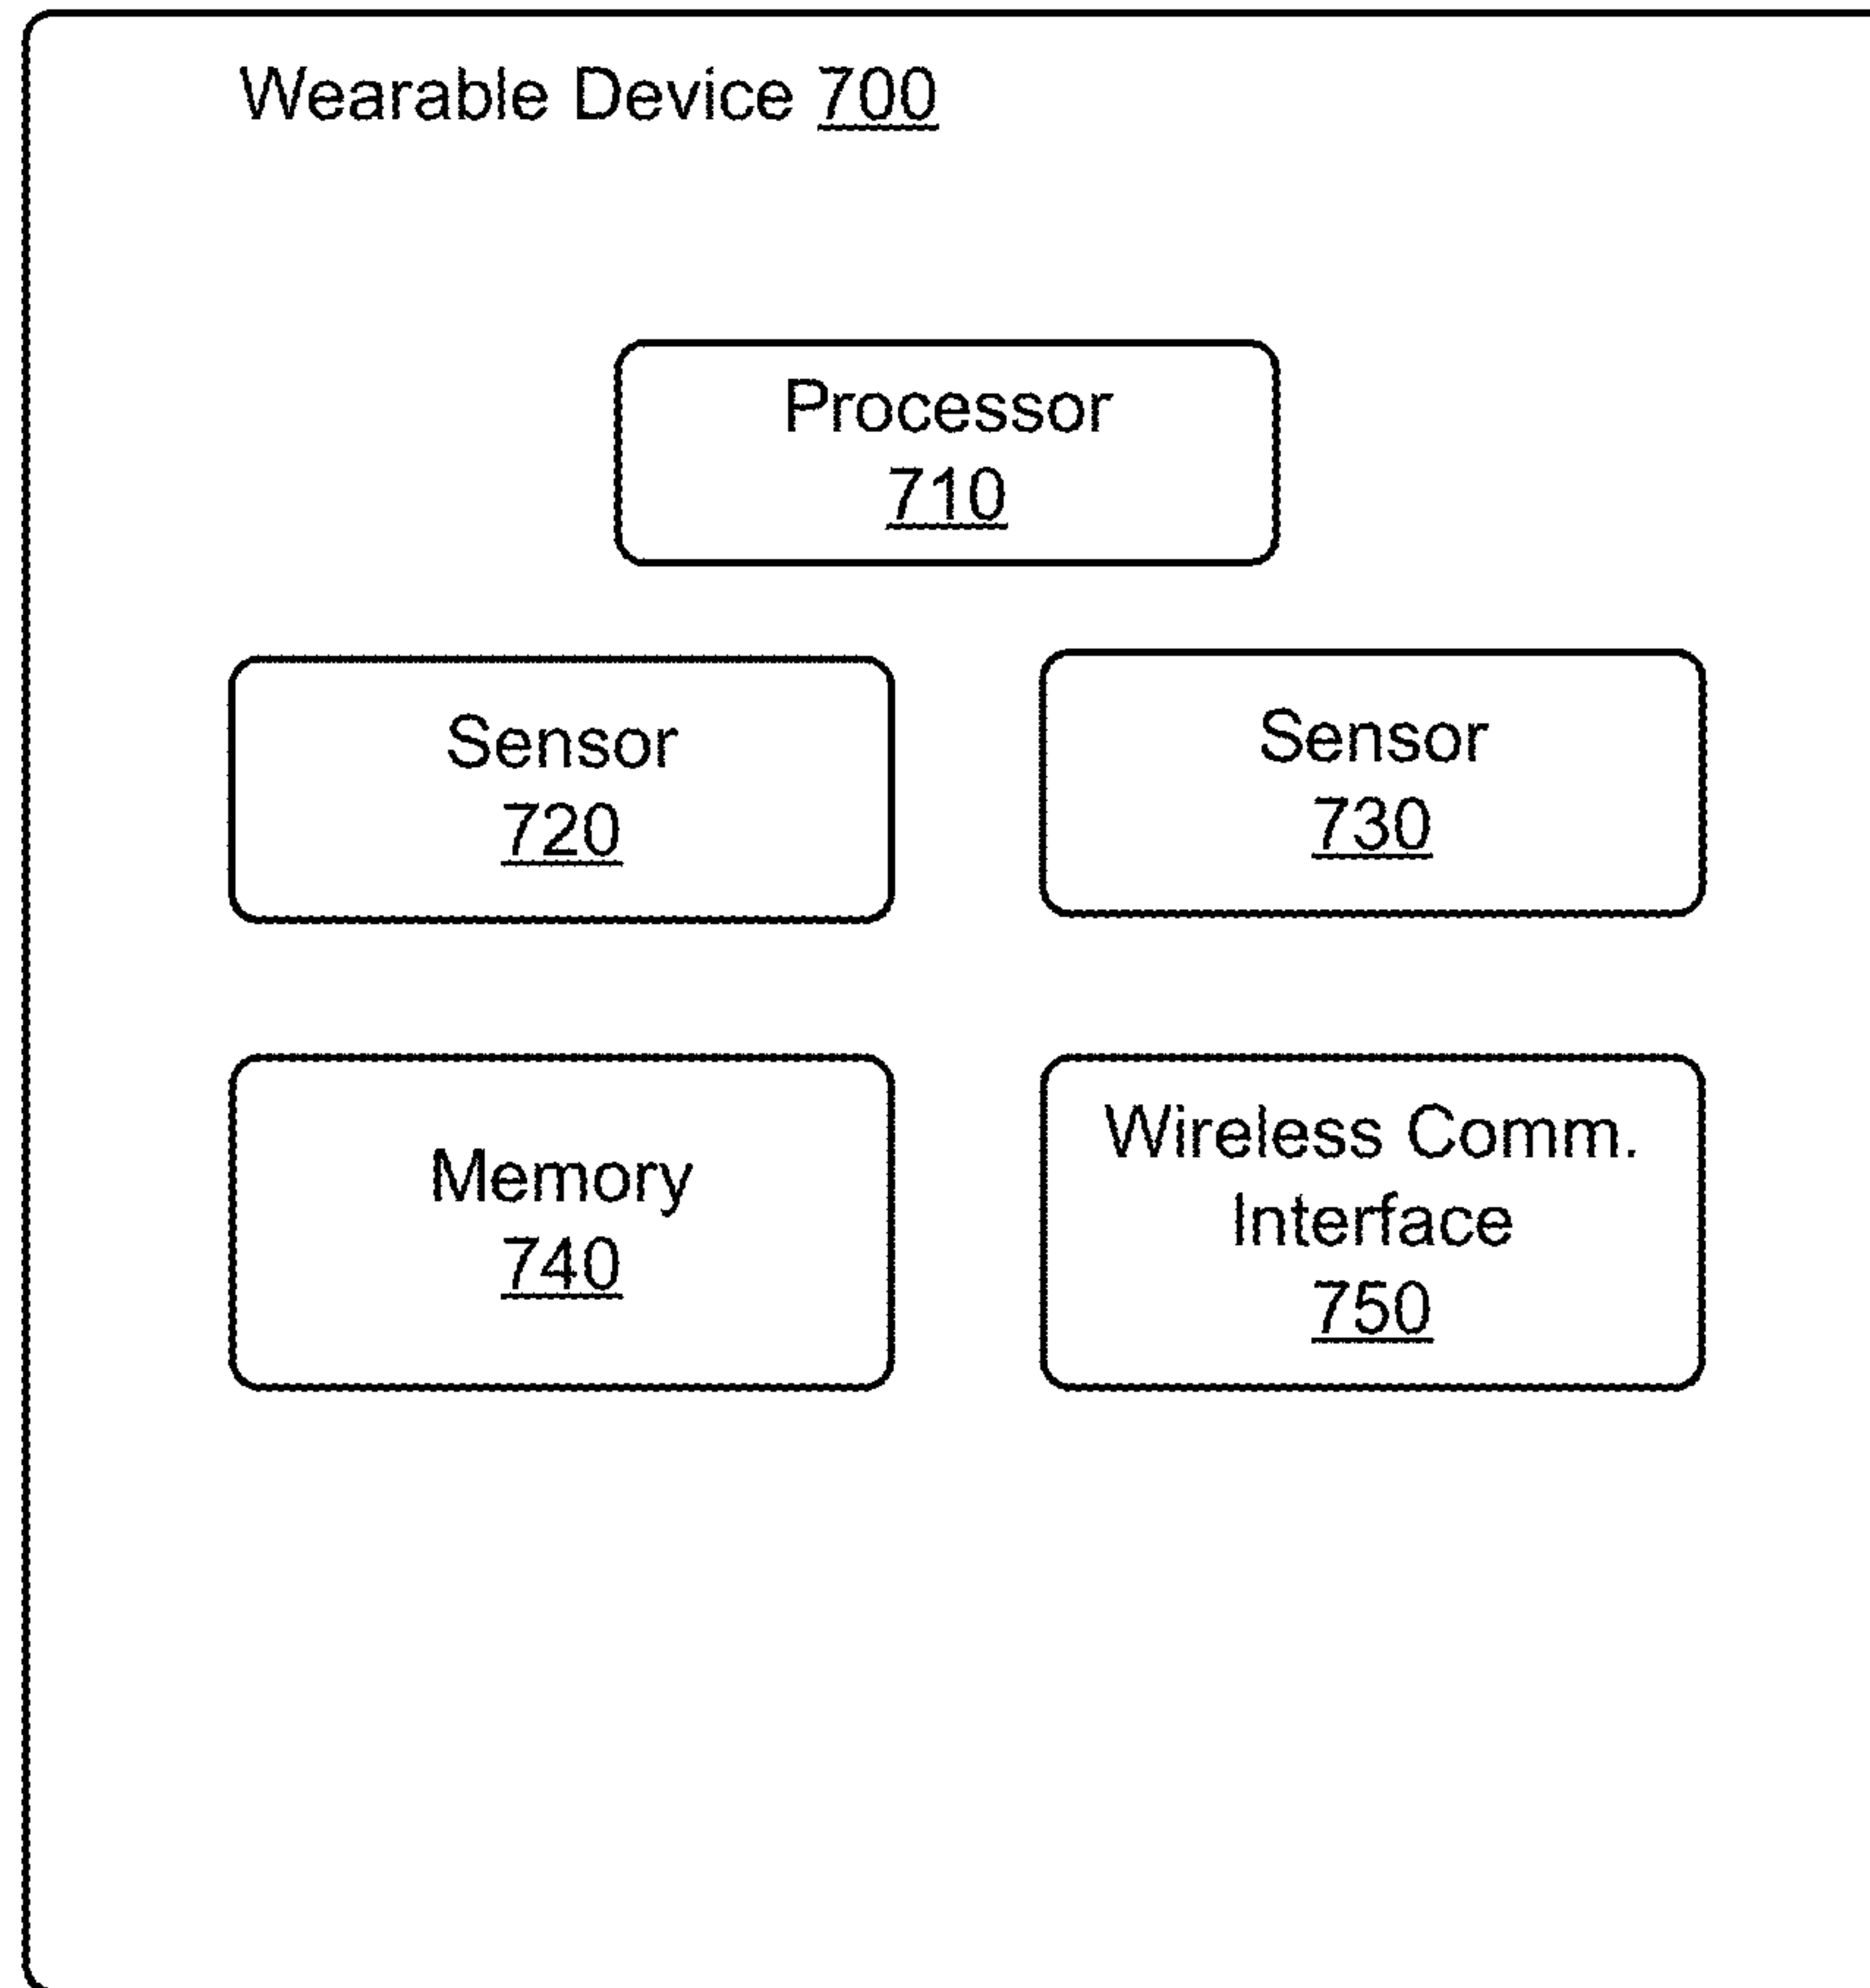 Wearable Device 700
Processor
710
Sensor
720
Sensor
730
Memory
740
Wireless Comm.
Interface
750